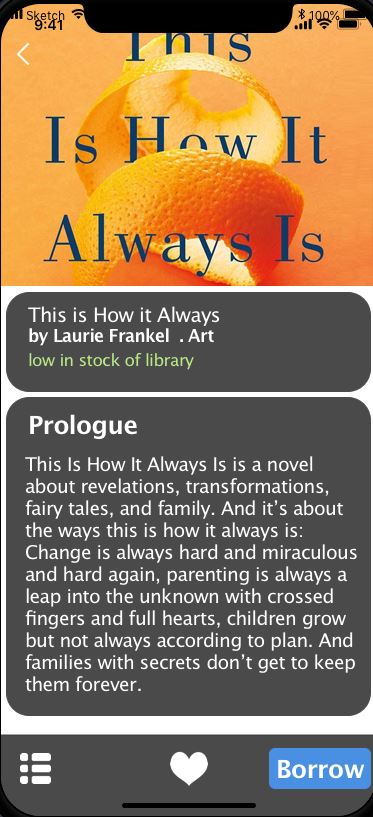 Sketch 100%
9:41
This
Is How It
Always Is
This is How it Always
by Laurie Frankel . Art
low in stock of library
Prologue
This Is How It Always Is is a novel
about revelations, transformations,
fairy tales, and family. And it’s about
the ways this is how it always is:
Change is always hard and miraculous
and hard again, parenting is always a
leap into the unknown with crossed
fingers and full hearts, children grow
but not always according to plan. And
families with secrets don’t get to keep
them forever.
Borrow